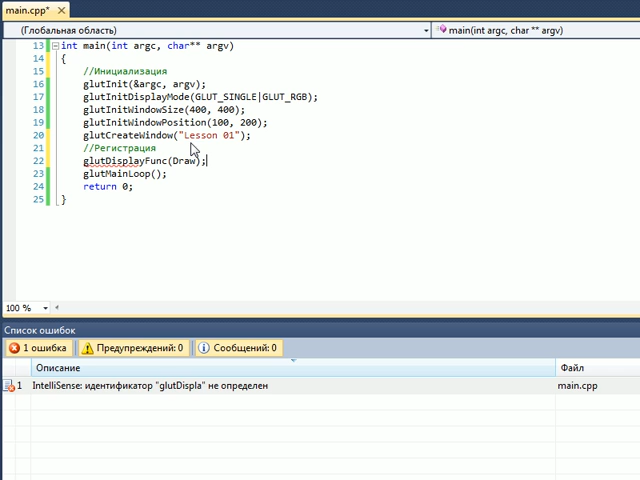 main.cpp*
(Глобальная область) main(int argc, char ** argv)
13 int main(int argc, char** argv)
14 {
15 //Инициализация
16 glutInit(&argc, argv);
17 glutInitDisplayMode(GLUT_SINGLE|GLUT_RGB);
18 glutInitWindowSize(400, 400);
19 glutInitWindowPosition(100, 200);
20 glutCreateWindow("Lesson 01");
21 //Регистрация
22 glutDisplayFunc(Draw);
23 glutMainLoop();
24 return 0;
25 }
100 %
Список ошибок
1 ошибка Предупреждений: 0 Сообщений: 0
Описание Файл
1 IntelliSense: идентификатор "glutDispla" не определен main.cpp